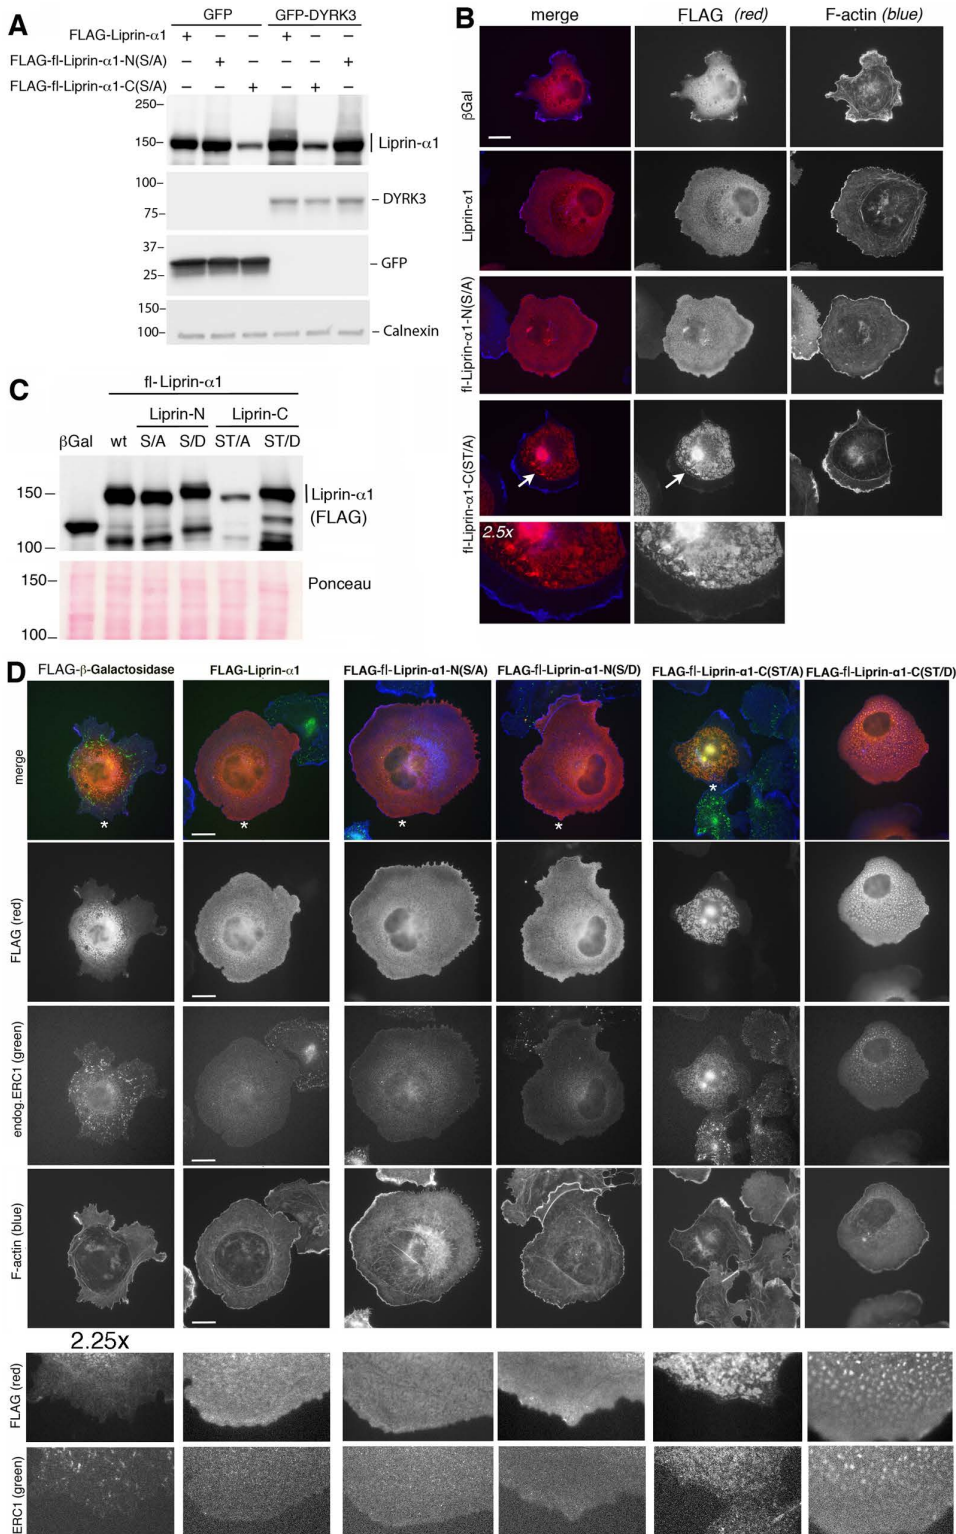 A
GFP GFP-DYRK3
FLAG-Liprin-α1 + – – + – –
FLAG-fl-Liprin-α1-N(S/A) – + – – – +
FLAG-fl-Liprin-α1-C(S/A) – – + – + –
250–
150– Liprin-α1
100– – DYRK3
75–
37– – GFP
25–
150–
100– – Calnexin
B
merge FLAG (red) F-actin (blue)
βGal
Liprin-α1
fl-Liprin-α1-N(S/A)
fl-Liprin-α1-C(ST/A)
2.5x
C
fl-Liprin-α1
Liprin-N Liprin-C
βGal wt S/A S/D ST/A ST/D
150– Liprin-α1
(FLAG)
100–
150– Ponceau
100–
D
FLAG-β-Galactosidase FLAG-Liprin-α1 FLAG-fl-Liprin-α1-N(S/A) FLAG-fl-Liprin-α1-N(S/D) FLAG-fl-Liprin-α1-C(ST/A) FLAG-fl-Liprin-α1-C(ST/D)
merge
* * * * *
FLAG (red)
endog.ERC1 (green)
F-actin (blue)
2.25x
FLAG (red)
ERC1 (green)